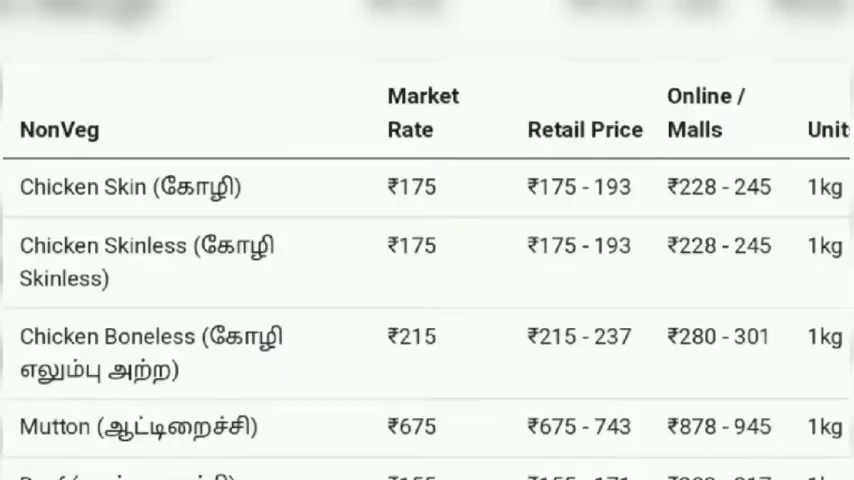 NonVeg Market Rate Retail Price Online / Malls Unit
Chicken Skin (கோழி) ₹175 ₹175 - 193 ₹228 - 245 1kg
Chicken Skinless (கோழி Skinless) ₹175 ₹175 - 193 ₹228 - 245 1kg
Chicken Boneless (கோழி எலும்பு அற்ற) ₹215 ₹215 - 237 ₹280 - 301 1kg
Mutton (ஆட்டிறைச்சி) ₹675 ₹675 - 743 ₹878 - 945 1kg